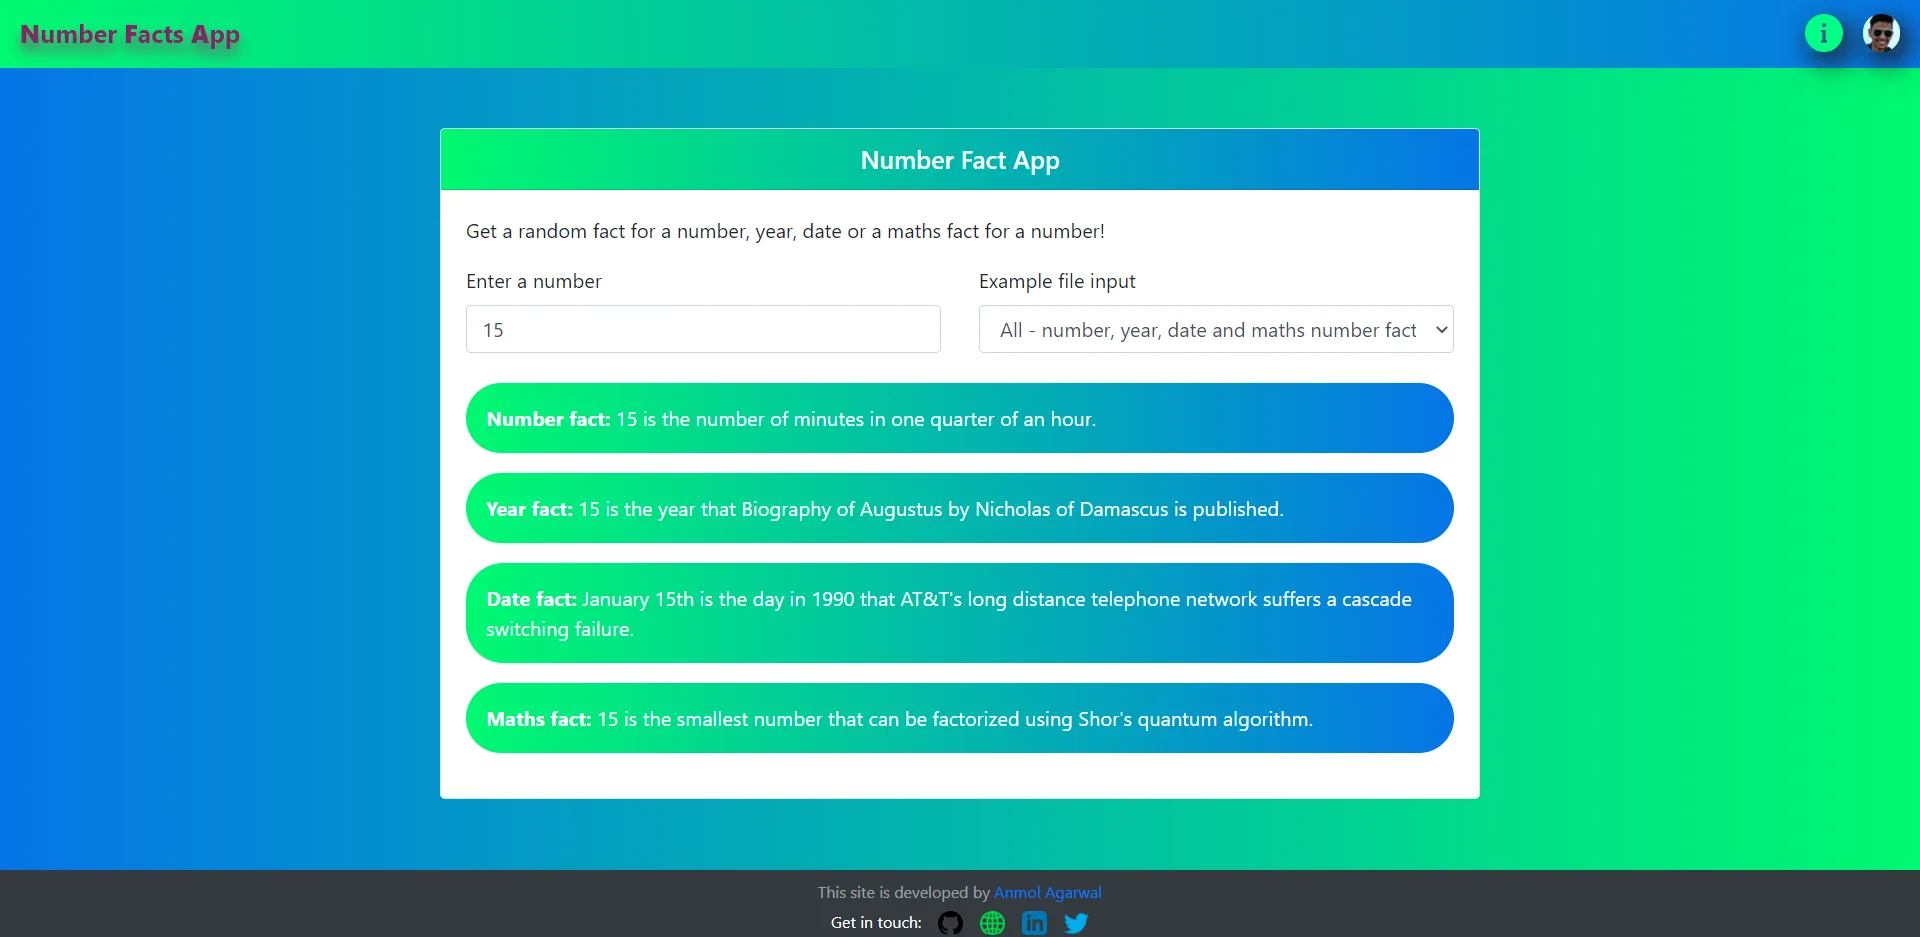 Number Facts App
i
Number Fact App
Get a random fact for a number, year, date or a maths fact for a number!
Enter a number
Example file input
15
All - number, year, date and maths number fact
Number fact: 15 is the number of minutes in one quarter of an hour.
Year fact: 15 is the year that Biography of Augustus by Nicholas of Damascus is published.
Date fact: January 15th is the day in 1990 that AT&T's long distance telephone network suffers a cascade
switching failure.
Maths fact: 15 is the smallest number that can be factorized using Shor's quantum algorithm.
This site is developed by Anmol Agarwal
Get in touch:
in